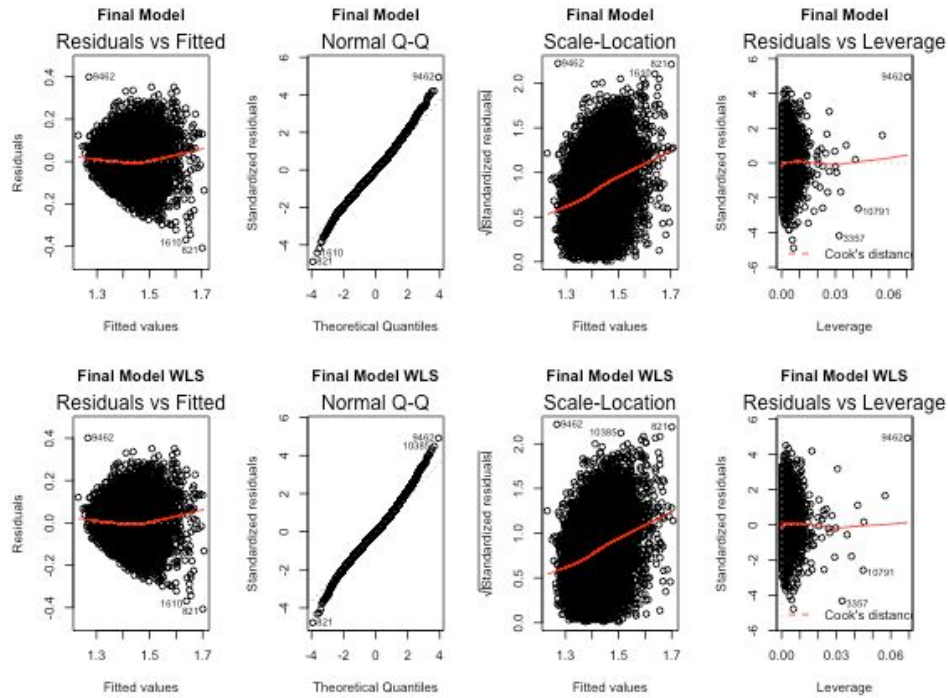 Final Model
Residuals vs Fitted
Residuals
0.4
0.2
0.0
-0.2
-0.4
9462
1610
821
1.3
1.5
1.7
Fitted values
Final Model
Normal Q-Q
Standardized residuals
6
4
2
0
-2
-4
9462
1610
821
-4
-2
0
2
4
Theoretical Quantiles
Final Model
Scale-Location
√|Standardized residuals|
2.0
1.5
1.0
0.5
0.0
9462
821
1610
1.3
1.5
1.7
Fitted values
Final Model
Residuals vs Leverage
Standardized residuals
6
4
2
0
-2
-4
-6
9462
10791
3357
Cook's distance
0.00
0.03
0.06
Leverage
Final Model WLS
Residuals vs Fitted
Residuals
0.4
0.2
0.0
-0.2
-0.4
9462
1610
821
1.3
1.5
1.7
Fitted values
Final Model WLS
Normal Q-Q
Standardized residuals
6
4
2
0
-2
-4
9462
10385
821
-4
-2
0
2
4
Theoretical Quantiles
Final Model WLS
Scale-Location
√|Standardized residuals|
2.0
1.5
1.0
0.5
0.0
9462
10385
821
1.3
1.5
1.7
Fitted values
Final Model WLS
Residuals vs Leverage
Standardized residuals
6
4
2
0
-2
-4
-6
9462
10791
3357
Cook's distance
0.00
0.03
0.06
Leverage